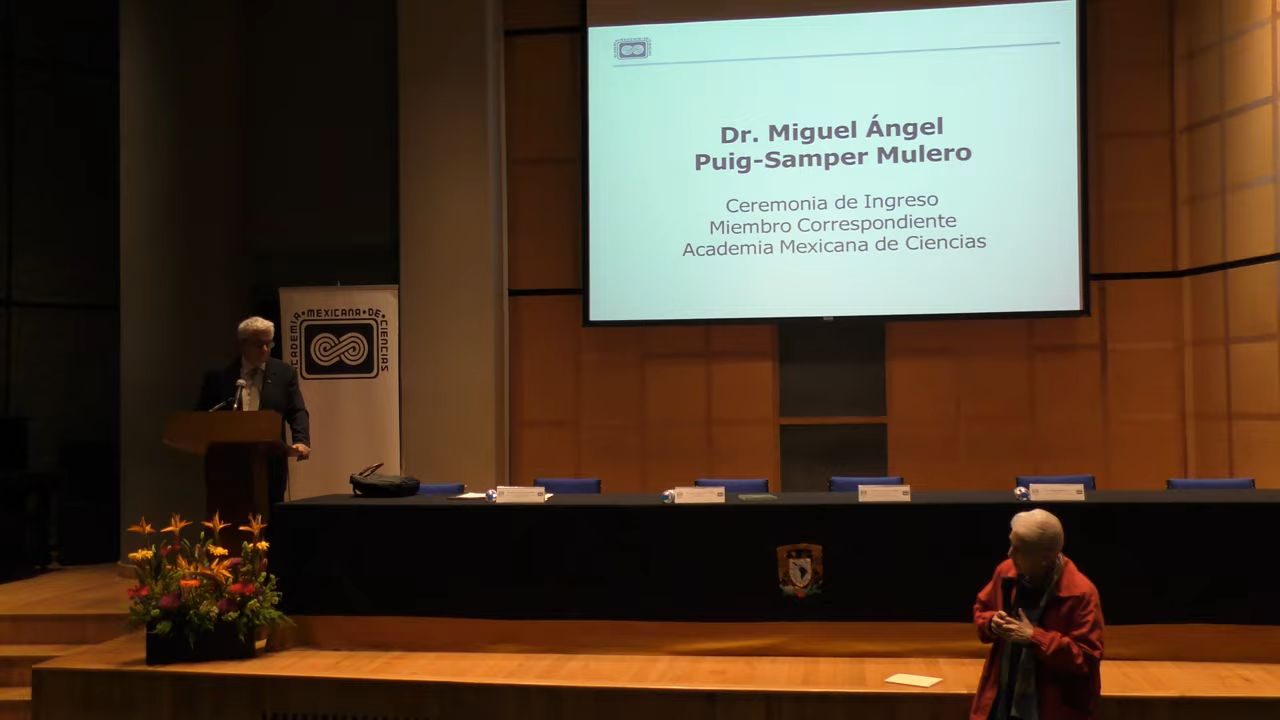 Dr. Miguel Ángel
Puig-Samper Mulero
Ceremonia de Ingreso
Miembro Correspondiente
Academia Mexicana de Ciencias
ACADEMIA•MEXICANA•DE•CIENCIAS